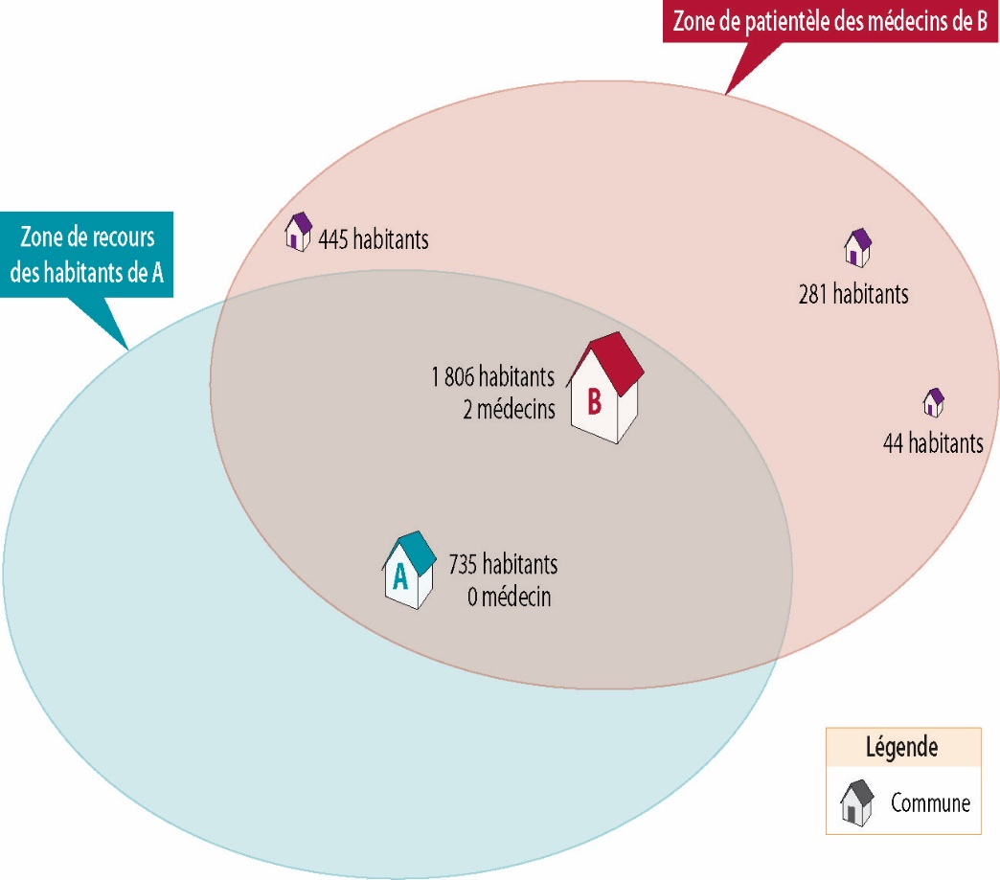 Zone de patientèle des médecins de B
Zone de recours
des habitants de A
445 habitants
281 habitants
1 806 habitants
2 médecins
B
44 habitants
A
735 habitants
0 médecin
Légende
Commune